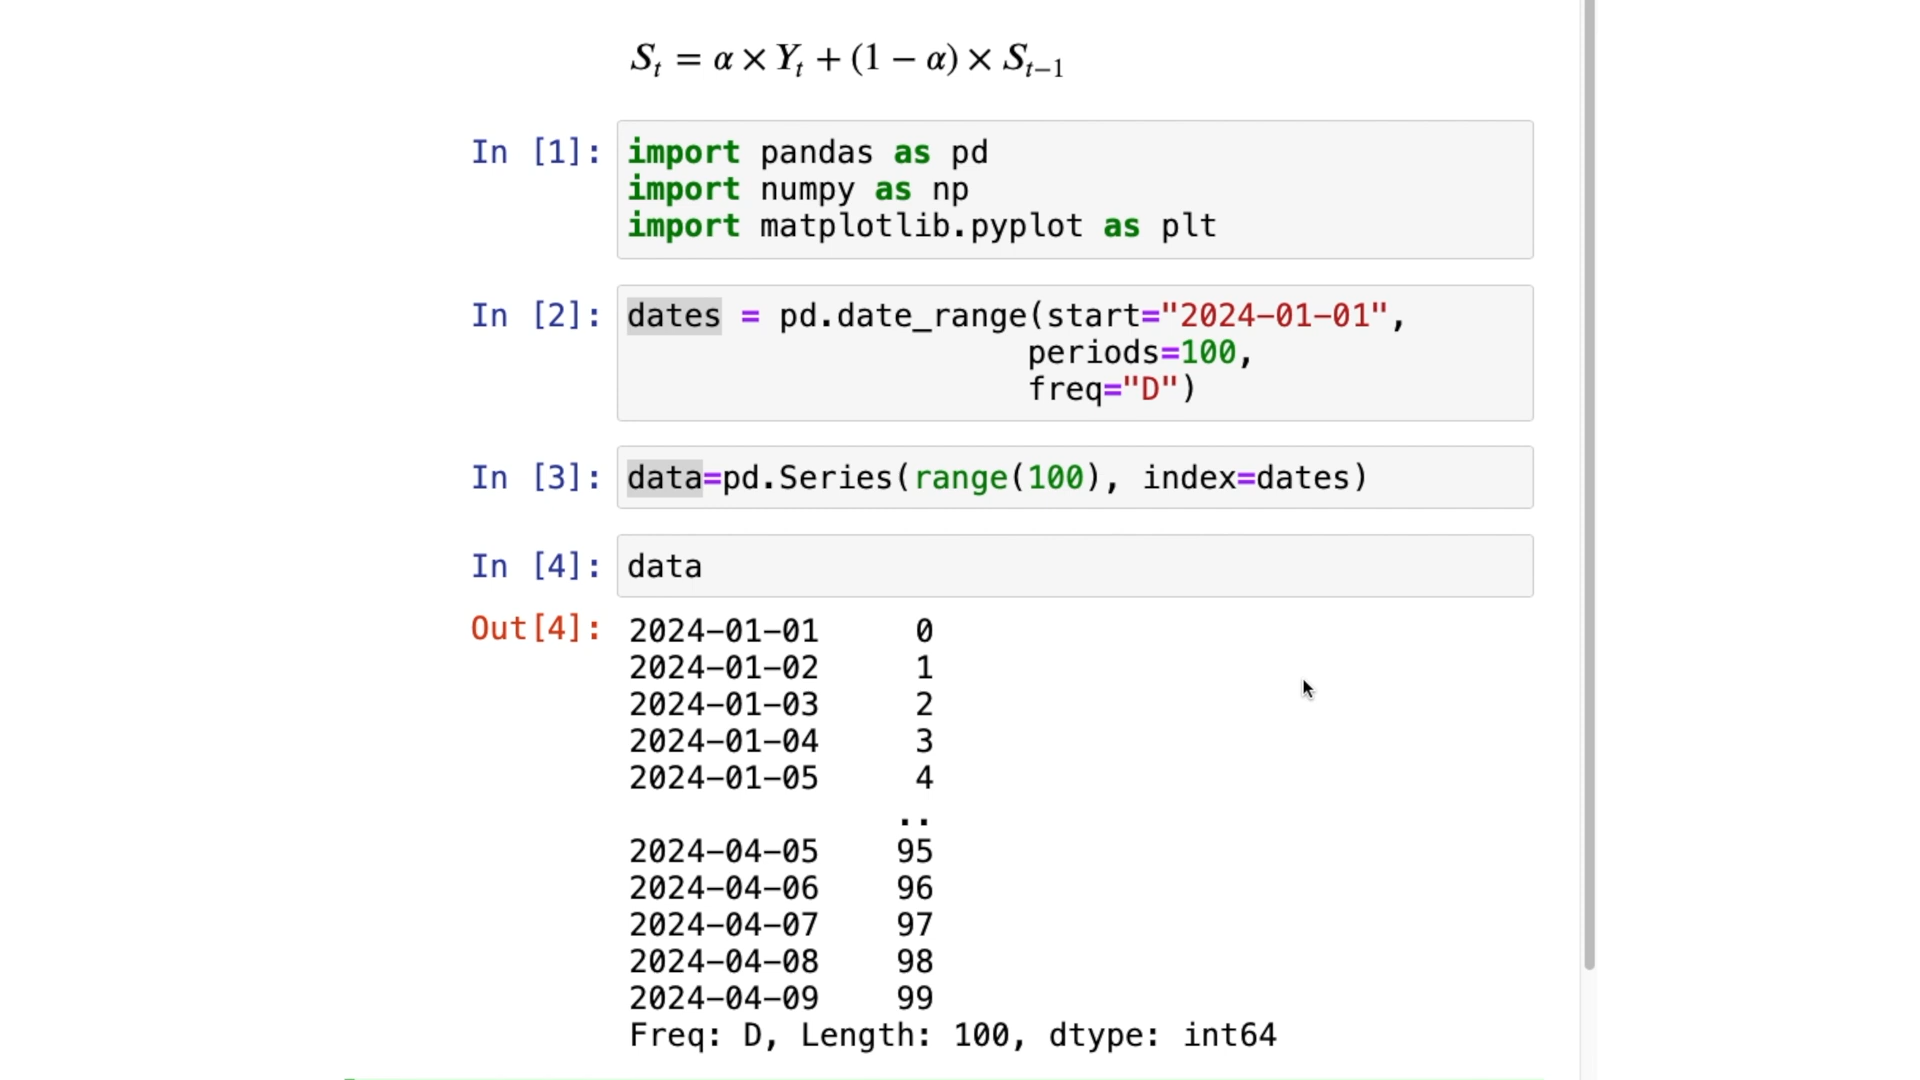 S_t = α × Y_t + (1 − α) × S_{t−1}
In [1]: import pandas as pd
import numpy as np
import matplotlib.pyplot as plt
In [2]: dates = pd.date_range(start="2024-01-01",
periods=100,
freq="D")
In [3]: data=pd.Series(range(100), index=dates)
In [4]: data
Out[4]: 2024-01-01     0
2024-01-02     1
2024-01-03     2
2024-01-04     3
2024-01-05     4
..
2024-04-05    95
2024-04-06    96
2024-04-07    97
2024-04-08    98
2024-04-09    99
Freq: D, Length: 100, dtype: int64